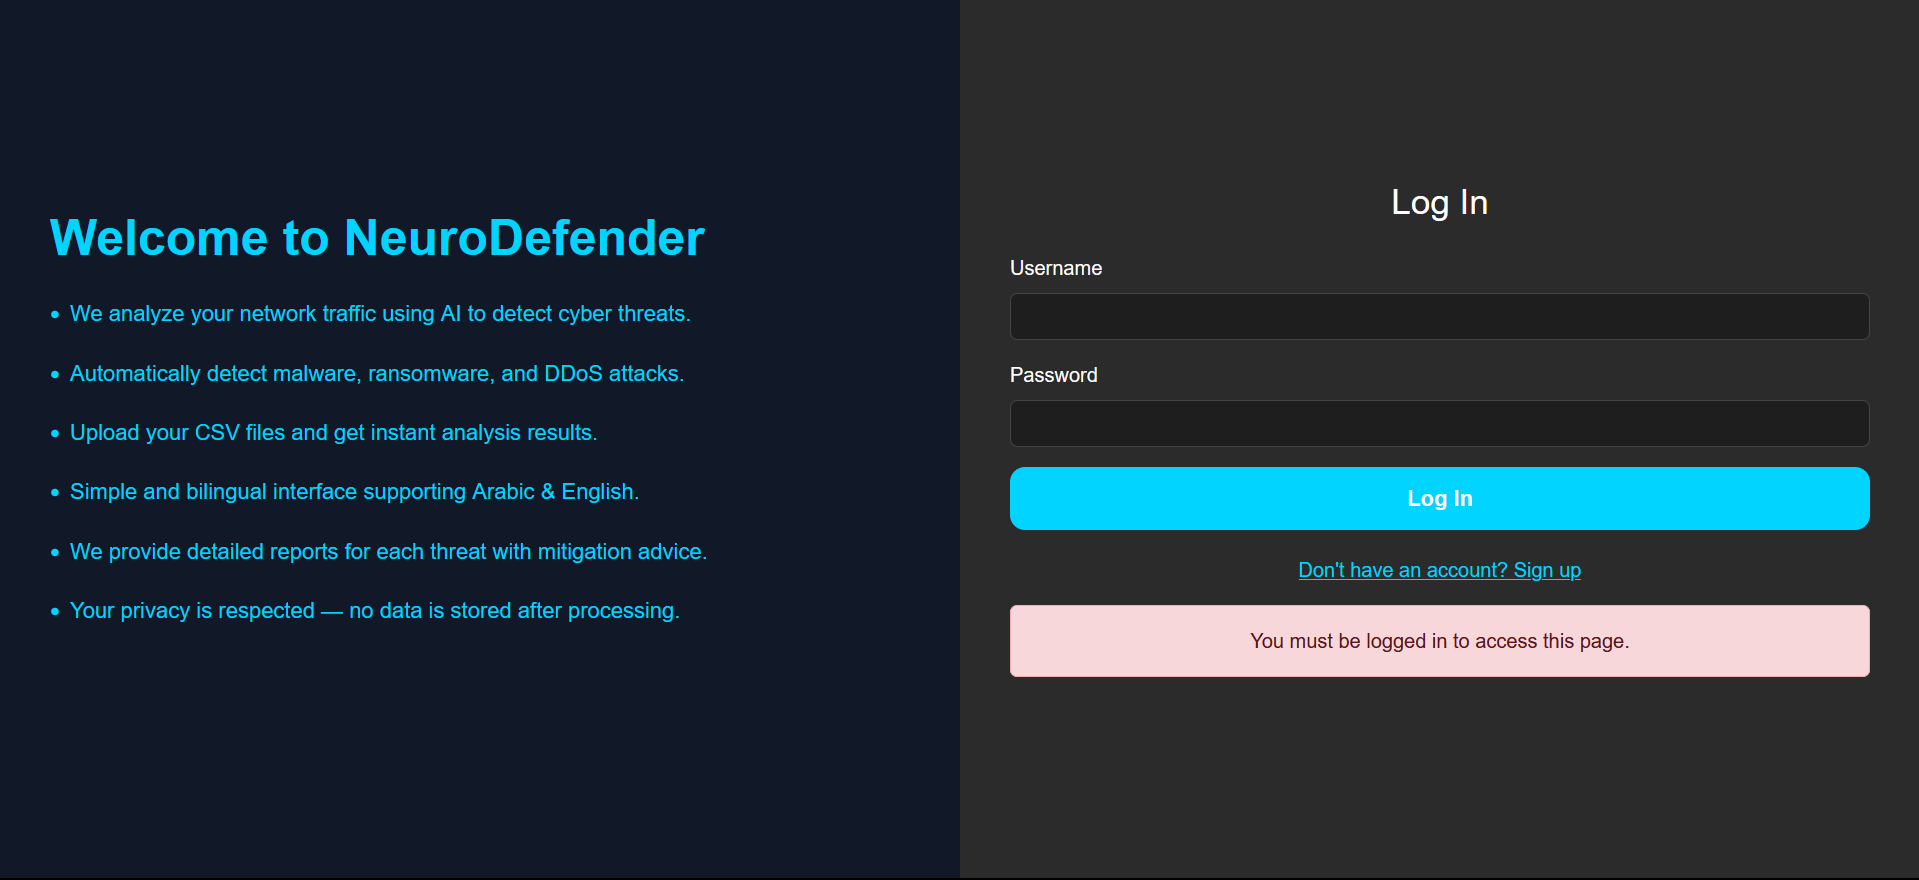 Welcome to NeuroDefender
• We analyze your network traffic using AI to detect cyber threats.
• Automatically detect malware, ransomware, and DDoS attacks.
• Upload your CSV files and get instant analysis results.
• Simple and bilingual interface supporting Arabic & English.
• We provide detailed reports for each threat with mitigation advice.
• Your privacy is respected — no data is stored after processing.
Log In
Username
Password
Log In
Don't have an account? Sign up
You must be logged in to access this page.